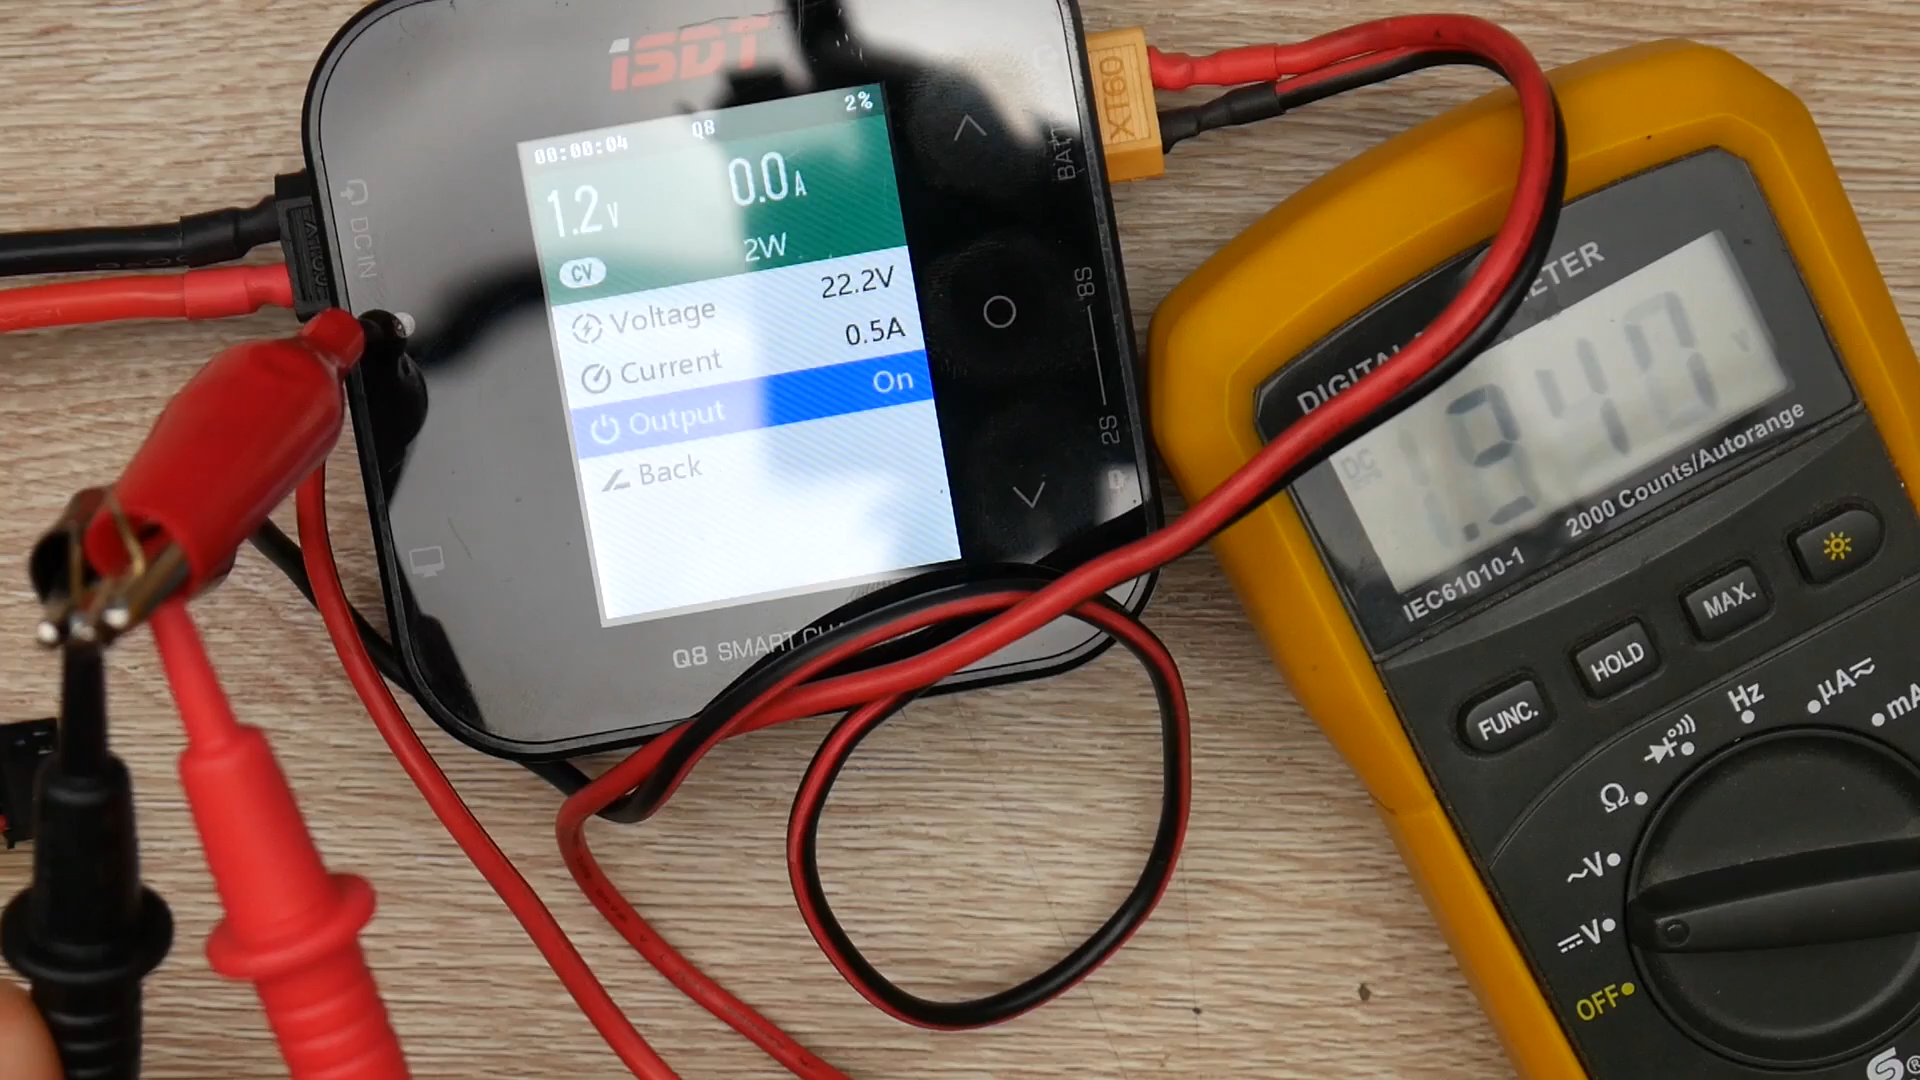 iSDT
00:00:04 Q8 2%
1.2V 0.0A
CV 2W
Voltage 22.2V
Current 0.5A
Output On
Back
Q8 SMART
DC IN
BATT
8S
2S
XT60
DIGITAL
DC
1.940 V
IEC61010-1
2000 Counts/Autorange
FUNC.
HOLD
MAX.
Hz
µA
mA
Ω
~V
V
OFF